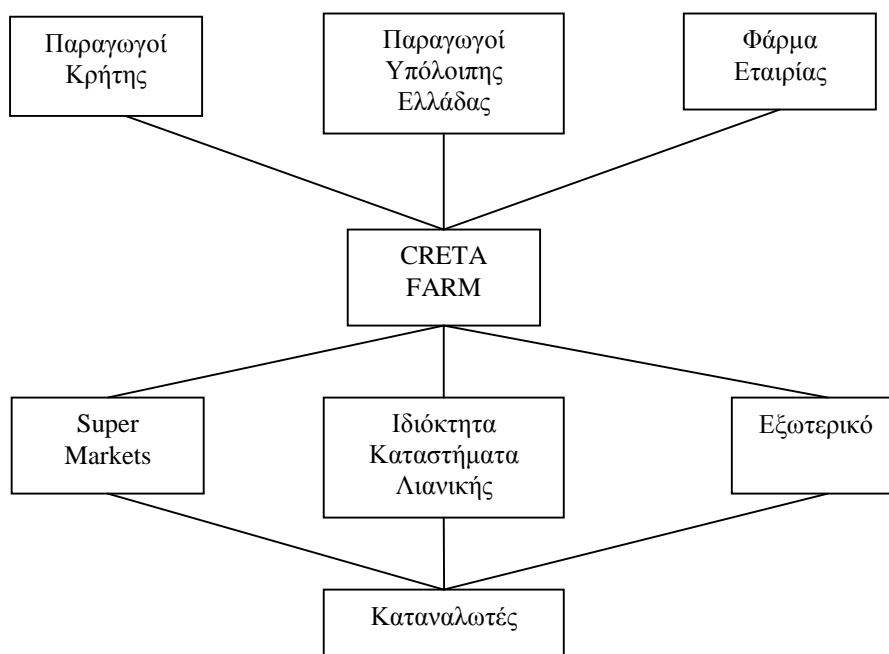 Παραγωγοί
Κρήτης
Παραγωγοί
Υπόλοιπης
Ελλάδας
Φάρμα
Εταιρίας
CRETA
FARM
Super
Markets
Ιδιόκτητα
Καταστήματα
Λιανικής
Εξωτερικό
Καταναλωτές